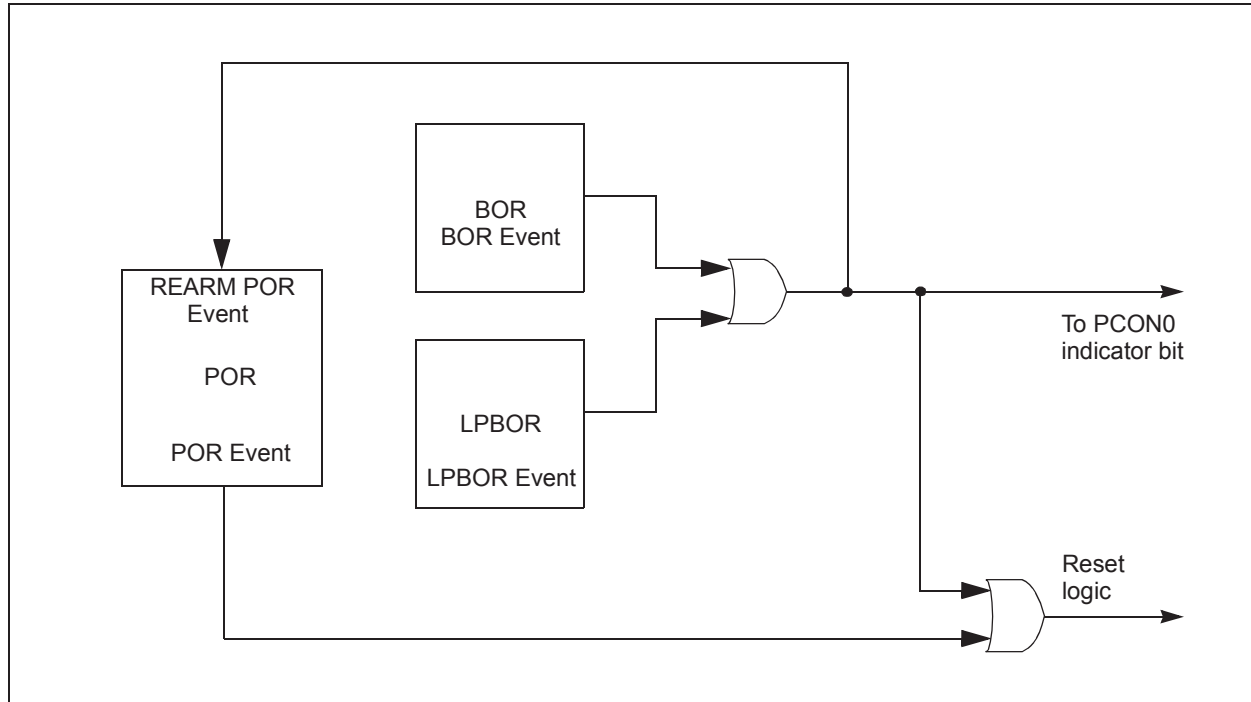 REARM POR
Event
POR
POR Event
BOR
BOR Event
LPBOR
LPBOR Event
To PCON0
indicator bit
Reset
logic